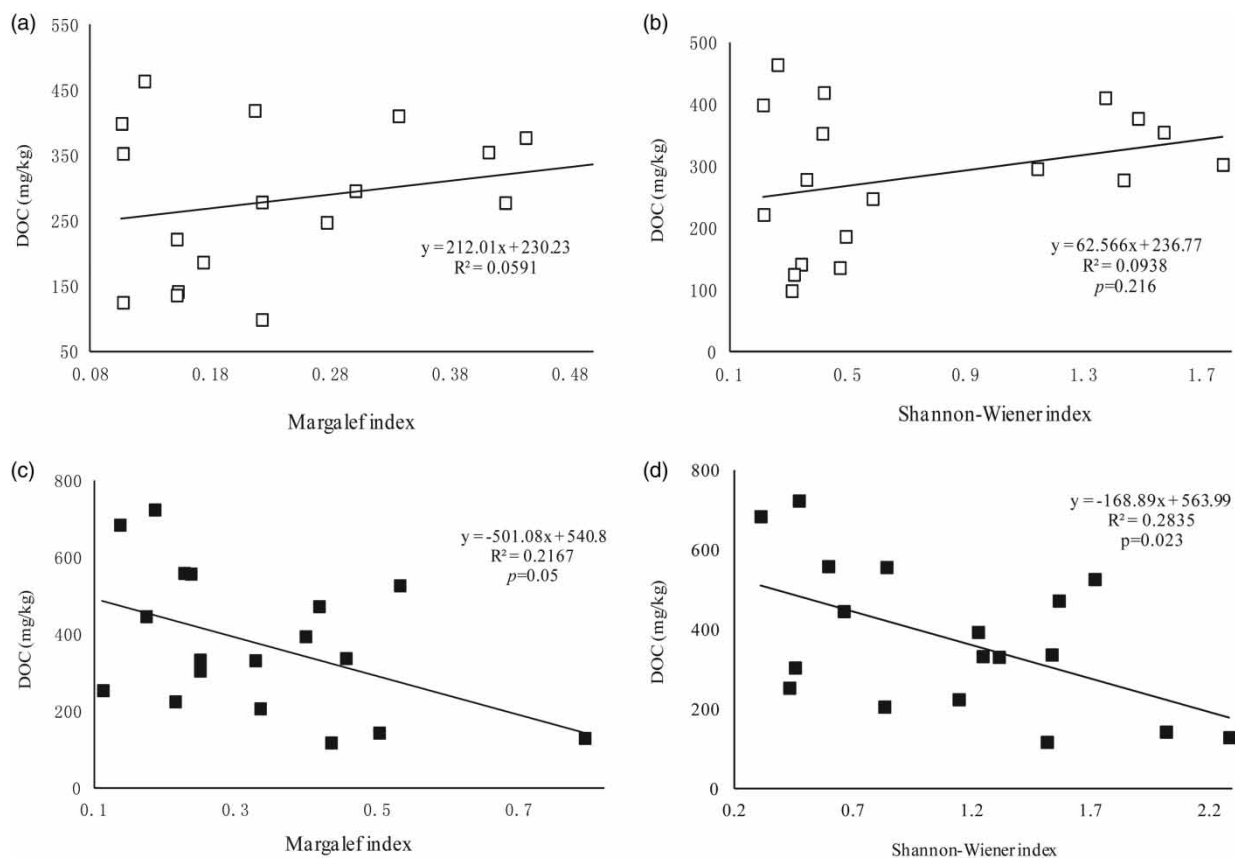 (a)
550
450
350
250
150
50
DOC (mg/kg)
0.08 0.18 0.28 0.38 0.48
Margalef index
y = 212.01x + 230.23
R² = 0.0591
(b)
500
400
300
200
100
0
DOC (mg/kg)
0.1 0.5 0.9 1.3 1.7
Shannon-Wiener index
y = 62.566x + 236.77
R² = 0.0938
p=0.216
(c)
800
600
400
200
0
DOC (mg/kg)
0.1 0.3 0.5 0.7
Margalef index
y = -501.08x + 540.8
R² = 0.2167
p=0.05
(d)
800
600
400
200
0
DOC (mg/kg)
0.2 0.7 1.2 1.7 2.2
Shannon-Wiener index
y = -168.89x + 563.99
R² = 0.2835
p=0.023